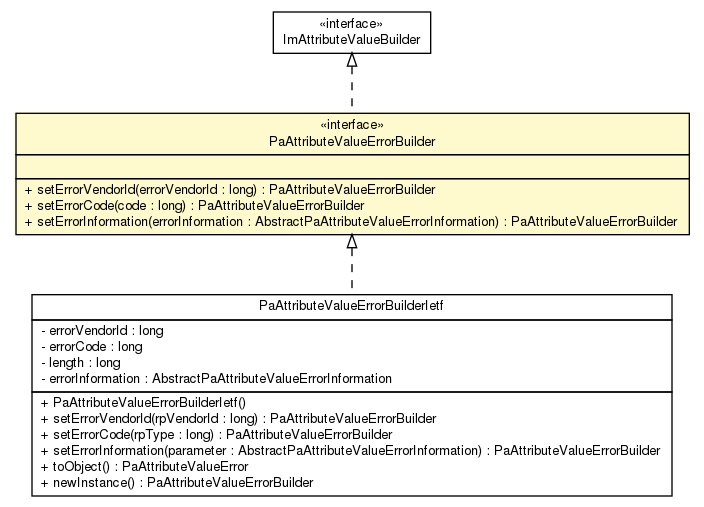 «interface»
ImAttributeValueBuilder
«interface»
PaAttributeValueErrorBuilder
+ setErrorVendorId(errorVendorId : long) : PaAttributeValueErrorBuilder
+ setErrorCode(code : long) : PaAttributeValueErrorBuilder
+ setErrorInformation(errorInformation : AbstractPaAttributeValueErrorInformation) : PaAttributeValueErrorBuilder
PaAttributeValueErrorBuilderIetf
- errorVendorId : long
- errorCode : long
- length : long
- errorInformation : AbstractPaAttributeValueErrorInformation
+ PaAttributeValueErrorBuilderIetf()
+ setErrorVendorId(rpVendorId : long) : PaAttributeValueErrorBuilder
+ setErrorCode(rpType : long) : PaAttributeValueErrorBuilder
+ setErrorInformation(parameter : AbstractPaAttributeValueErrorInformation) : PaAttributeValueErrorBuilder
+ toObject() : PaAttributeValueError
+ newInstance() : PaAttributeValueErrorBuilder